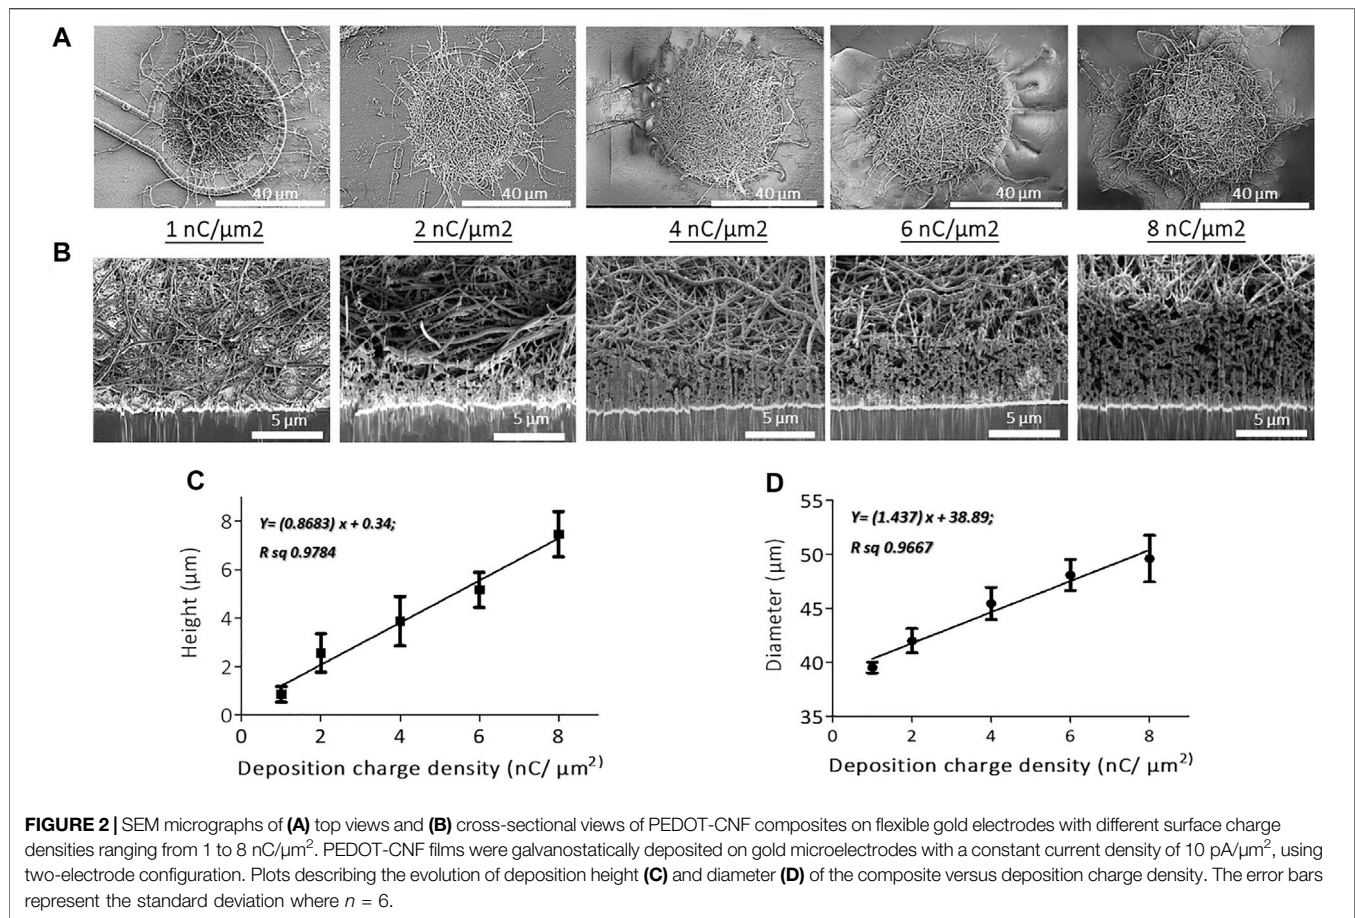 A
40 μm
40 μm
40 μm
40 μm
40 μm
1 nC/μm2
2 nC/μm2
4 nC/μm2
6 nC/μm2
8 nC/μm2
B
5 μm
5 μm
5 μm
5 μm
5 μm
C
Y= (0.8683) x + 0.34;
R sq 0.9784
Height (μm)
8
6
4
2
0
0
2
4
6
8
Deposition charge density (nC/ μm²)
D
Y= (1.437) x + 38.89;
R sq 0.9667
Diameter (μm)
55
50
45
40
35
0
2
4
6
8
Deposition charge density (nC/ μm²)
FIGURE 2 | SEM micrographs of (A) top views and (B) cross-sectional views of PEDOT-CNF composites on flexible gold electrodes with different surface charge
densities ranging from 1 to 8 nC/μm². PEDOT-CNF films were galvanostatically deposited on gold microelectrodes with a constant current density of 10 pA/μm², using
two-electrode configuration. Plots describing the evolution of deposition height (C) and diameter (D) of the composite versus deposition charge density. The error bars
represent the standard deviation where n = 6.